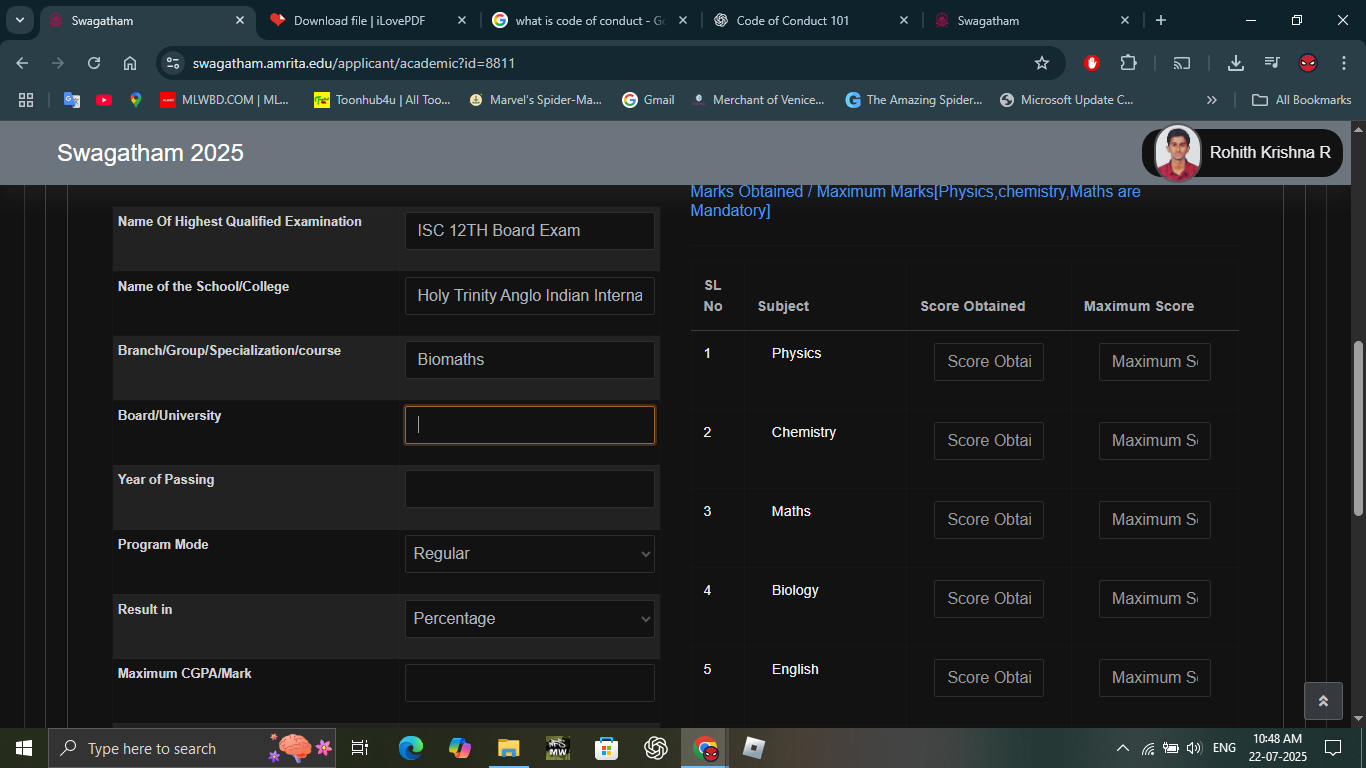 Swagatham
Download file | iLovePDF
what is code of conduct - Go
Code of Conduct 101
Swagatham
swagatham.amrita.edu/applicant/academic?id=8811
MLWBD.COM | ML...
Toonhub4u | All Too...
Marvel's Spider-Ma...
Gmail
Merchant of Venice...
The Amazing Spider...
Microsoft Update C...
All Bookmarks
Swagatham 2025
Rohith Krishna R
Marks Obtained / Maximum Marks[Physics,chemistry,Maths are
Mandatory]
Name Of Highest Qualified Examination
ISC 12TH Board Exam
Name of the School/College
Holy Trinity Anglo Indian Interna
Branch/Group/Specialization/course
Biomaths
Board/University
Year of Passing
Program Mode
Regular
Result in
Percentage
Maximum CGPA/Mark
SL No Subject Score Obtained Maximum Score
1 Physics Score Obtai Maximum S
2 Chemistry Score Obtai Maximum S
3 Maths Score Obtai Maximum S
4 Biology Score Obtai Maximum S
5 English Score Obtai Maximum S
Type here to search
MW
ENG
10:48 AM
22-07-2025